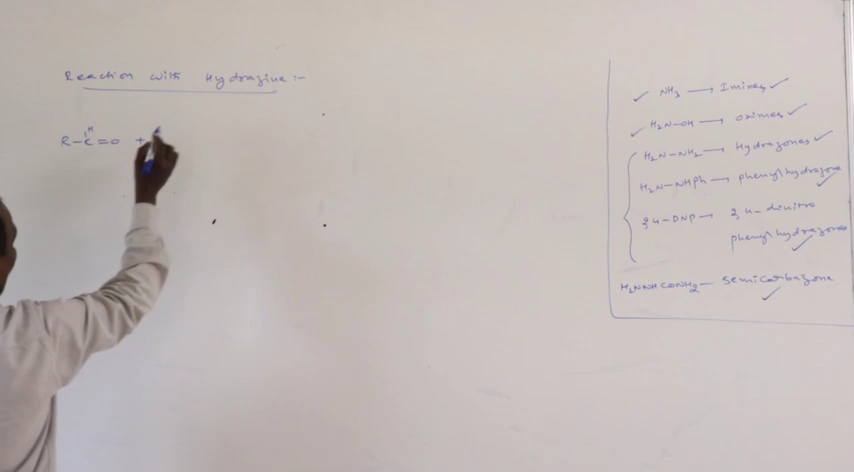 Reaction with Hydrazine :-
H
R-C=O +
NH₃ → Imines ✓
H₂N-OH → oximes ✓
H₂N-NH₂ → Hydrazones ✓
H₂N-NHPh → phenylhydrazone
2,4-DNP → 2,4-dinitro
phenylhydrazones
H₂NNHCONH₂ - semicarbazone